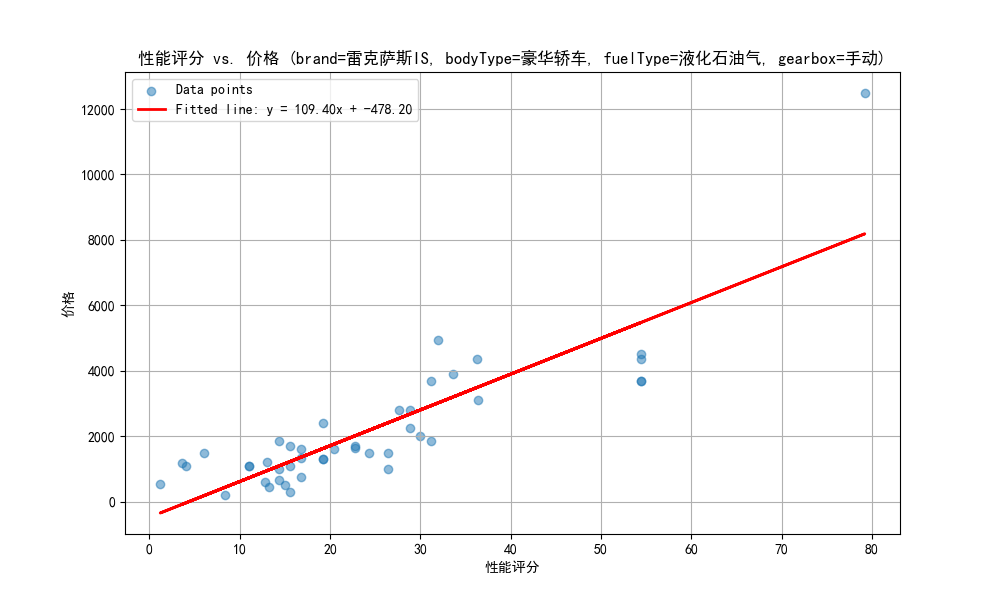 性能评分 vs. 价格 (brand=雷克萨斯IS, bodyType=豪华轿车, fuelType=液化石油气, gearbox=手动)
Data points
Fitted line: y = 109.40x + -478.20
12000
10000
8000
6000
4000
2000
0
价格
0 10 20 30 40 50 60 70 80
性能评分